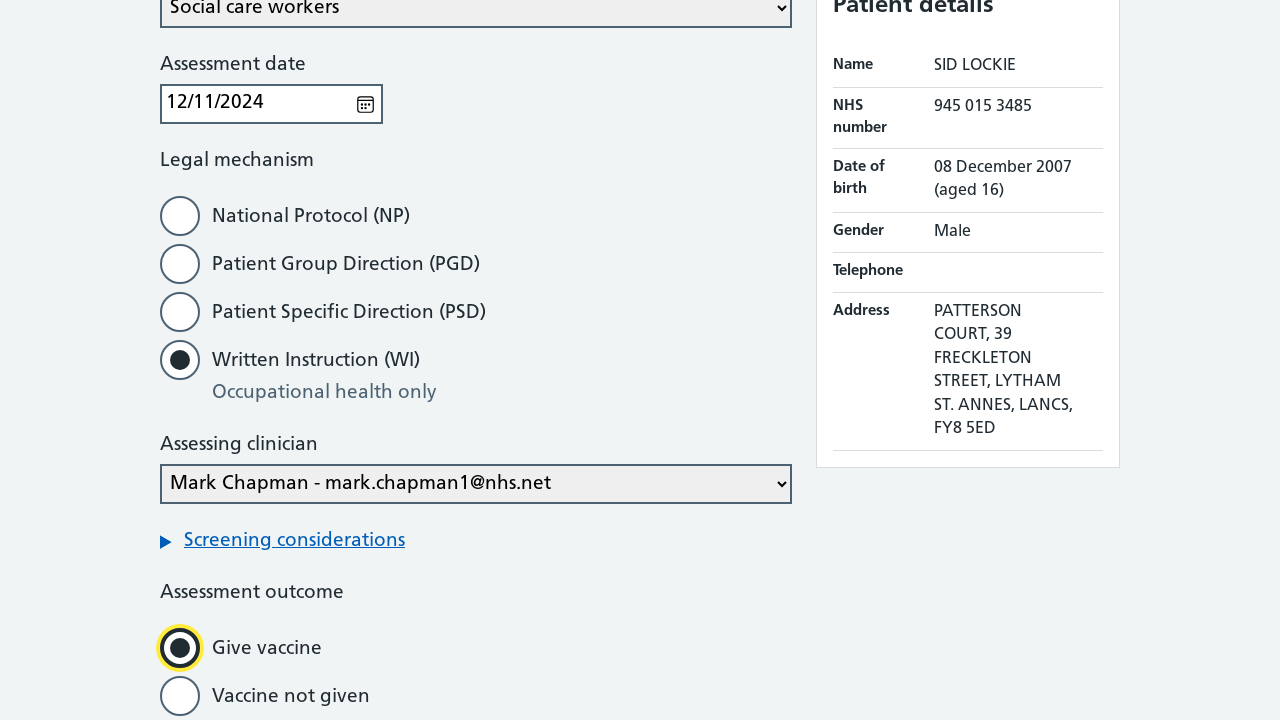 Social care workers
Assessment date
12/11/2024
Legal mechanism
National Protocol (NP)
Patient Group Direction (PGD)
Patient Specific Direction (PSD)
Written Instruction (WI)
Occupational health only
Assessing clinician
Mark Chapman - mark.chapman1@nhs.net
Screening considerations
Assessment outcome
Give vaccine
Vaccine not given
Patient details
Name SID LOCKIE
NHS number 945 015 3485
Date of birth 08 December 2007
(aged 16)
Gender Male
Telephone
Address PATTERSON
COURT, 39
FRECKLETON
STREET, LYTHAM
ST. ANNES, LANCS,
FY8 5ED